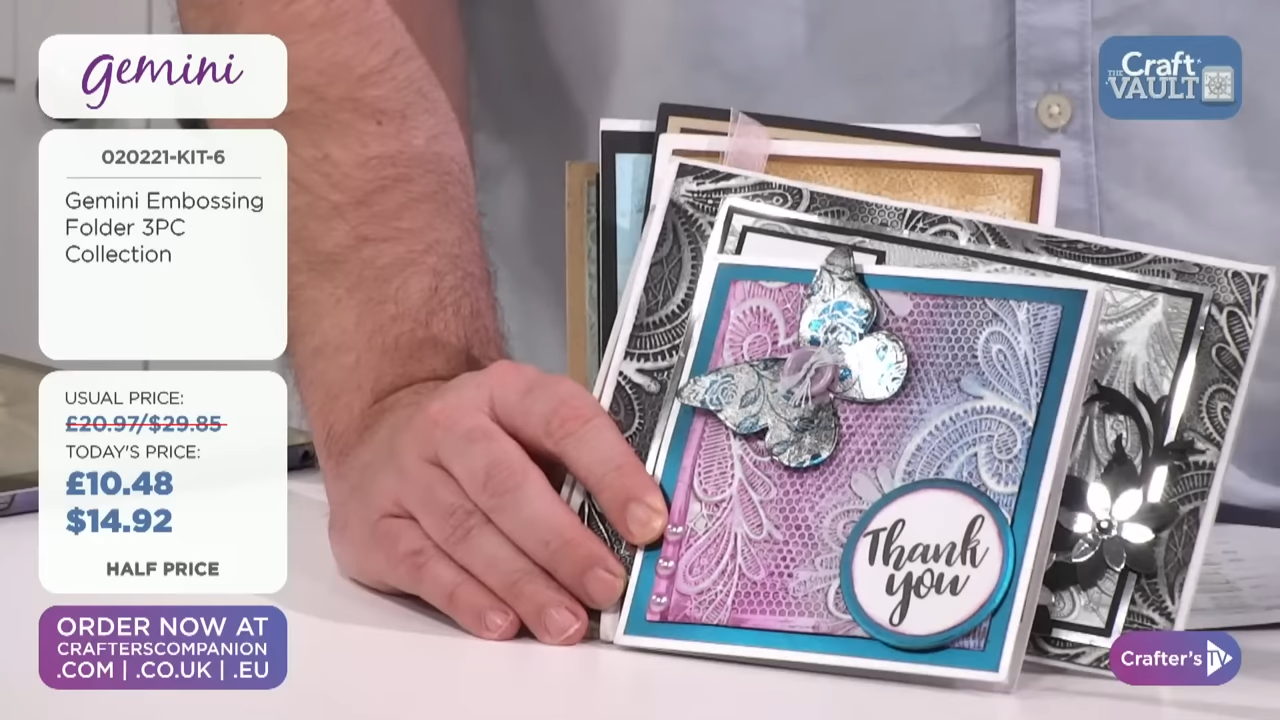 gemini
020221-KIT-6
Gemini Embossing
Folder 3PC
Collection
USUAL PRICE:
£20.97/$29.85
TODAY'S PRICE:
£10.48
$14.92
HALF PRICE
ORDER NOW AT
CRAFTERSCOMPANION
.COM | .CO.UK | .EU
THE Craft
VAULT
Thank
you
Crafter's TV